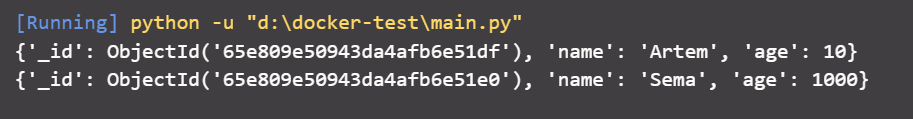 [Running] python -u "d:\docker-test\main.py"
{'_id': ObjectId('65e809e50943da4afb6e51df'), 'name': 'Artem', 'age': 10}
{'_id': ObjectId('65e809e50943da4afb6e51e0'), 'name': 'Sema', 'age': 1000}